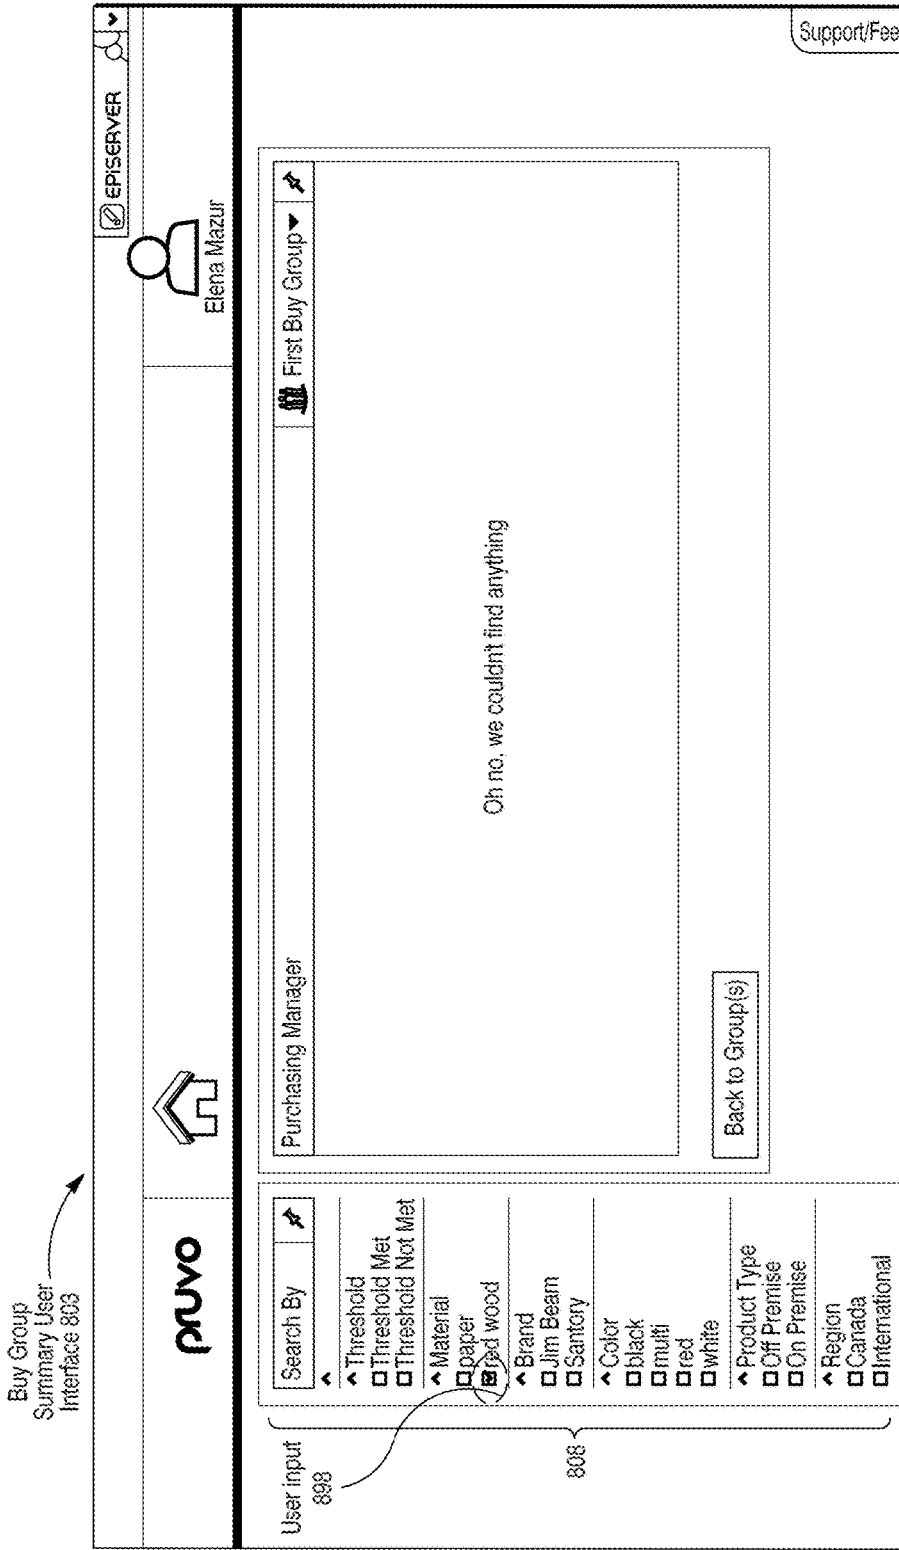 Buy Group
Summary User
Interface 803
EPiSERVER
pruvo
Elena Mazur
User input
898
808
Search By
Threshold
Threshold Met
Threshold Not Met
Material
paper
red wood
Brand
Jim Beam
Santory
Color
black
multi
red
white
Product Type
Off Premise
On Premise
Region
Canada
International
Purchasing Manager
First Buy Group
Oh no, we couldnt find anything
Back to Group(s)
Support/Fee